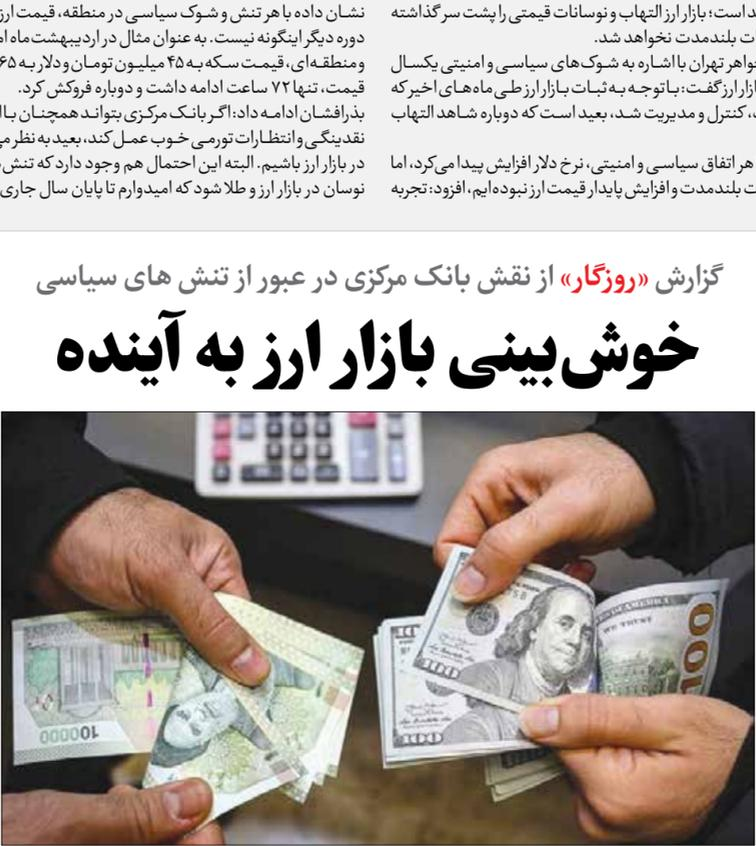 د است؛ بازار ارز التهاب و نوسانات قیمتی را پشت سر گذاشته
ت بلندمدت نخواهد شد.
خواهر تهران با اشاره به شوک‌های سیاسی و امنیتی یکسال
بازار ارز گفت: با توجه به ثبات بازار ارز طی ماه‌های اخیر که
، کنترل و مدیریت شد، بعید است که دوباره شاهد التهاب
هر اتفاق سیاسی و امنیتی، نرخ دلار افزایش پیدا می‌کرد، اما
ت بلندمدت و افزایش پایدار قیمت ارز نبوده‌ایم، افزود: تجربه
نشان داده با هر تنش و شوک سیاسی در منطقه، قیمت ارز
دوره دیگر اینگونه نیست. به عنوان مثال در اردیبهشت‌ماه
و منطقه‌ای، قیمت سکه به ۴۵ میلیون تومان و دلار به ۶۵
قیمت، تنها ۷۲ ساعت ادامه داشت و دوباره فروکش کرد.
بذرافشان ادامه داد: اگر بانک مرکزی بتواند همچنان با
نقدینگی و انتظارات تورمی خوب عمل کند، بعید به نظر
در بازار ارز باشیم. البته این احتمال هم وجود دارد که تنش
نوسان در بازار ارز و طلا شود که امیدوارم تا پایان سال جاری
گزارش «روزگار» از نقش بانک مرکزی در عبور از تنش های سیاسی
خوش‌بینی بازار ارز به آینده
100000
100
100
100
WE TRUST